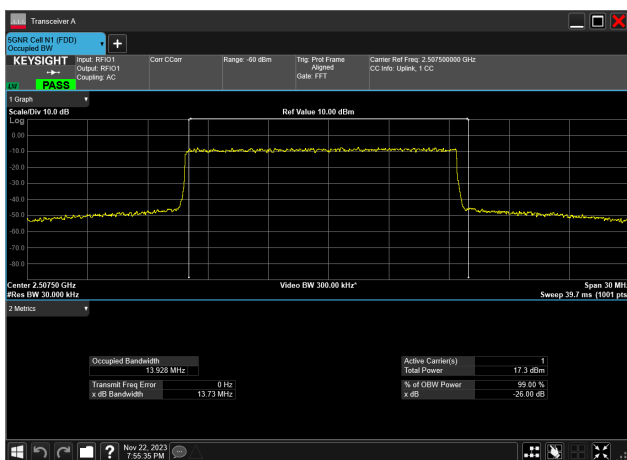 Transceiver A
5GNR Cell N1 (FDD)
Occupied BW
KEYSIGHT
LXI
PASS
Input: RFIO1
Output: RFIO1
Coupling: AC
Corr CCorr
Range: -60 dBm
Trig: Prot Frame
Aligned
Gate: FFT
Carrier Ref Freq: 2.507500000 GHz
CC Info: Uplink, 1 CC
1 Graph
Scale/Div 10.0 dB
Ref Value 10.00 dBm
Log
0.00
-10.0
-20.0
-30.0
-40.0
-50.0
-60.0
-70.0
-80.0
Center 2.50750 GHz
Video BW 300.00 kHz*
Span 30 MH
#Res BW 30.000 kHz
Sweep 39.7 ms (1001 pts
2 Metrics
Occupied Bandwidth
13.928 MHz
Active Carrier(s) 1
Total Power 17.3 dBm
Transmit Freq Error 0 Hz
x dB Bandwidth 13.73 MHz
% of OBW Power 99.00 %
x dB -26.00 dB
Nov 22, 2023
7:55:35 PM